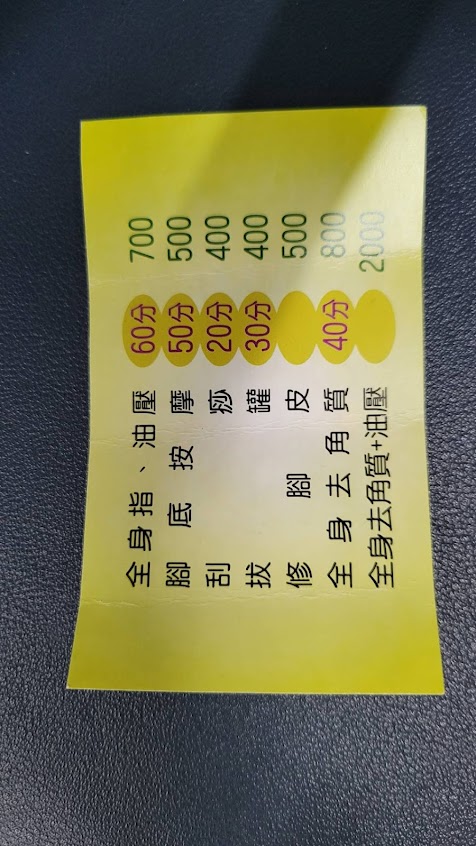 全身指、油壓 60分 700
腳底按摩 50分 500
刮痧 20分 400
拔罐 30分 400
修腳皮 500
全身去角質 40分 800
全身去角質+油壓 2000